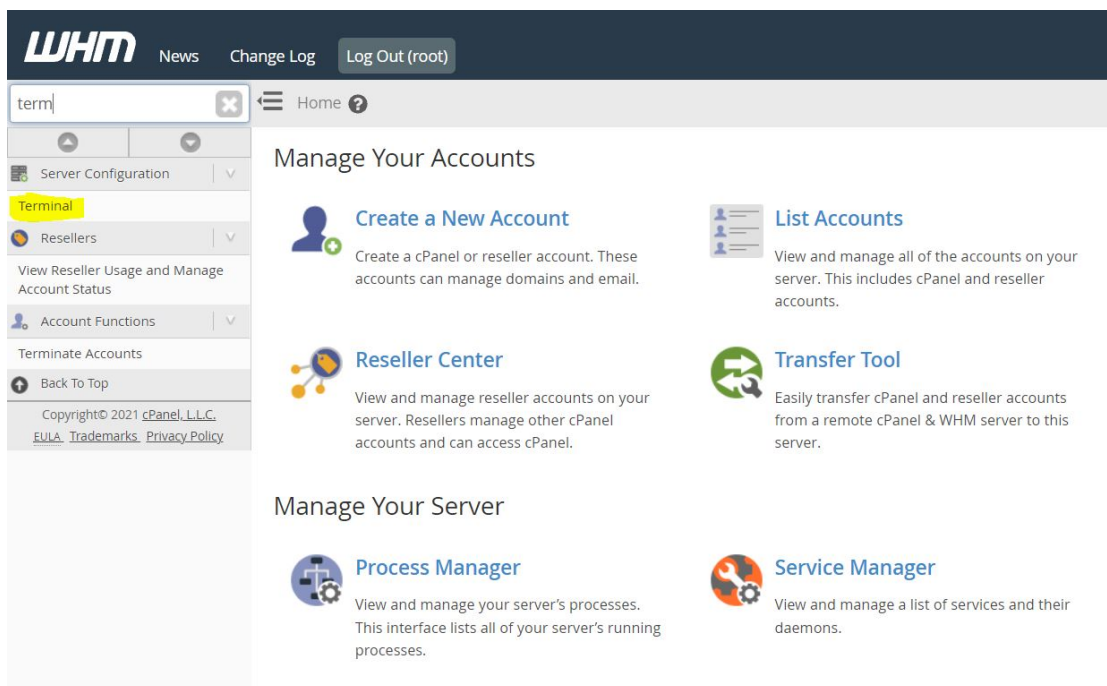 WHM News Change Log Log Out (root)
term
Home
Server Configuration
Terminal
Resellers
View Reseller Usage and Manage
Account Status
Account Functions
Terminate Accounts
Back To Top
Copyright© 2021 cPanel, L.L.C.
EULA Trademarks Privacy Policy
Manage Your Accounts
Create a New Account
Create a cPanel or reseller account. These
accounts can manage domains and email.
List Accounts
View and manage all of the accounts on your
server. This includes cPanel and reseller
accounts.
Reseller Center
View and manage reseller accounts on your
server. Resellers manage other cPanel
accounts and can access cPanel.
Transfer Tool
Easily transfer cPanel and reseller accounts
from a remote cPanel & WHM server to this
server.
Manage Your Server
Process Manager
View and manage your server's processes.
This interface lists all of your server's running
processes.
Service Manager
View and manage a list of services and their
daemons.